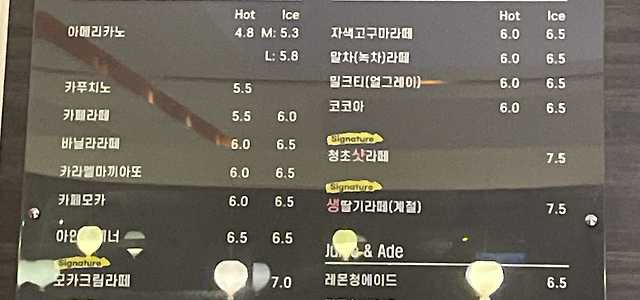 Hot Ice
아메리카노 4.8 M: 5.3
L: 5.8
카푸치노 5.5
카페라떼 5.5 6.0
바닐라라떼 6.0 6.5
카라멜마끼아또 6.0 6.5
카페모카 6.0 6.5
6.5 6.5
Signature
모카크림라떼 7.0
Hot Ice
자색고구마라떼 6.0 6.5
말차(녹차)라떼 6.0 6.5
밀크티(얼그레이) 6.0 6.5
코코아 6.0 6.5
Signature
청초샷라떼 7.5
Signature
생딸기라떼(계절) 7.5
& Ade
레몬청에이드 6.5